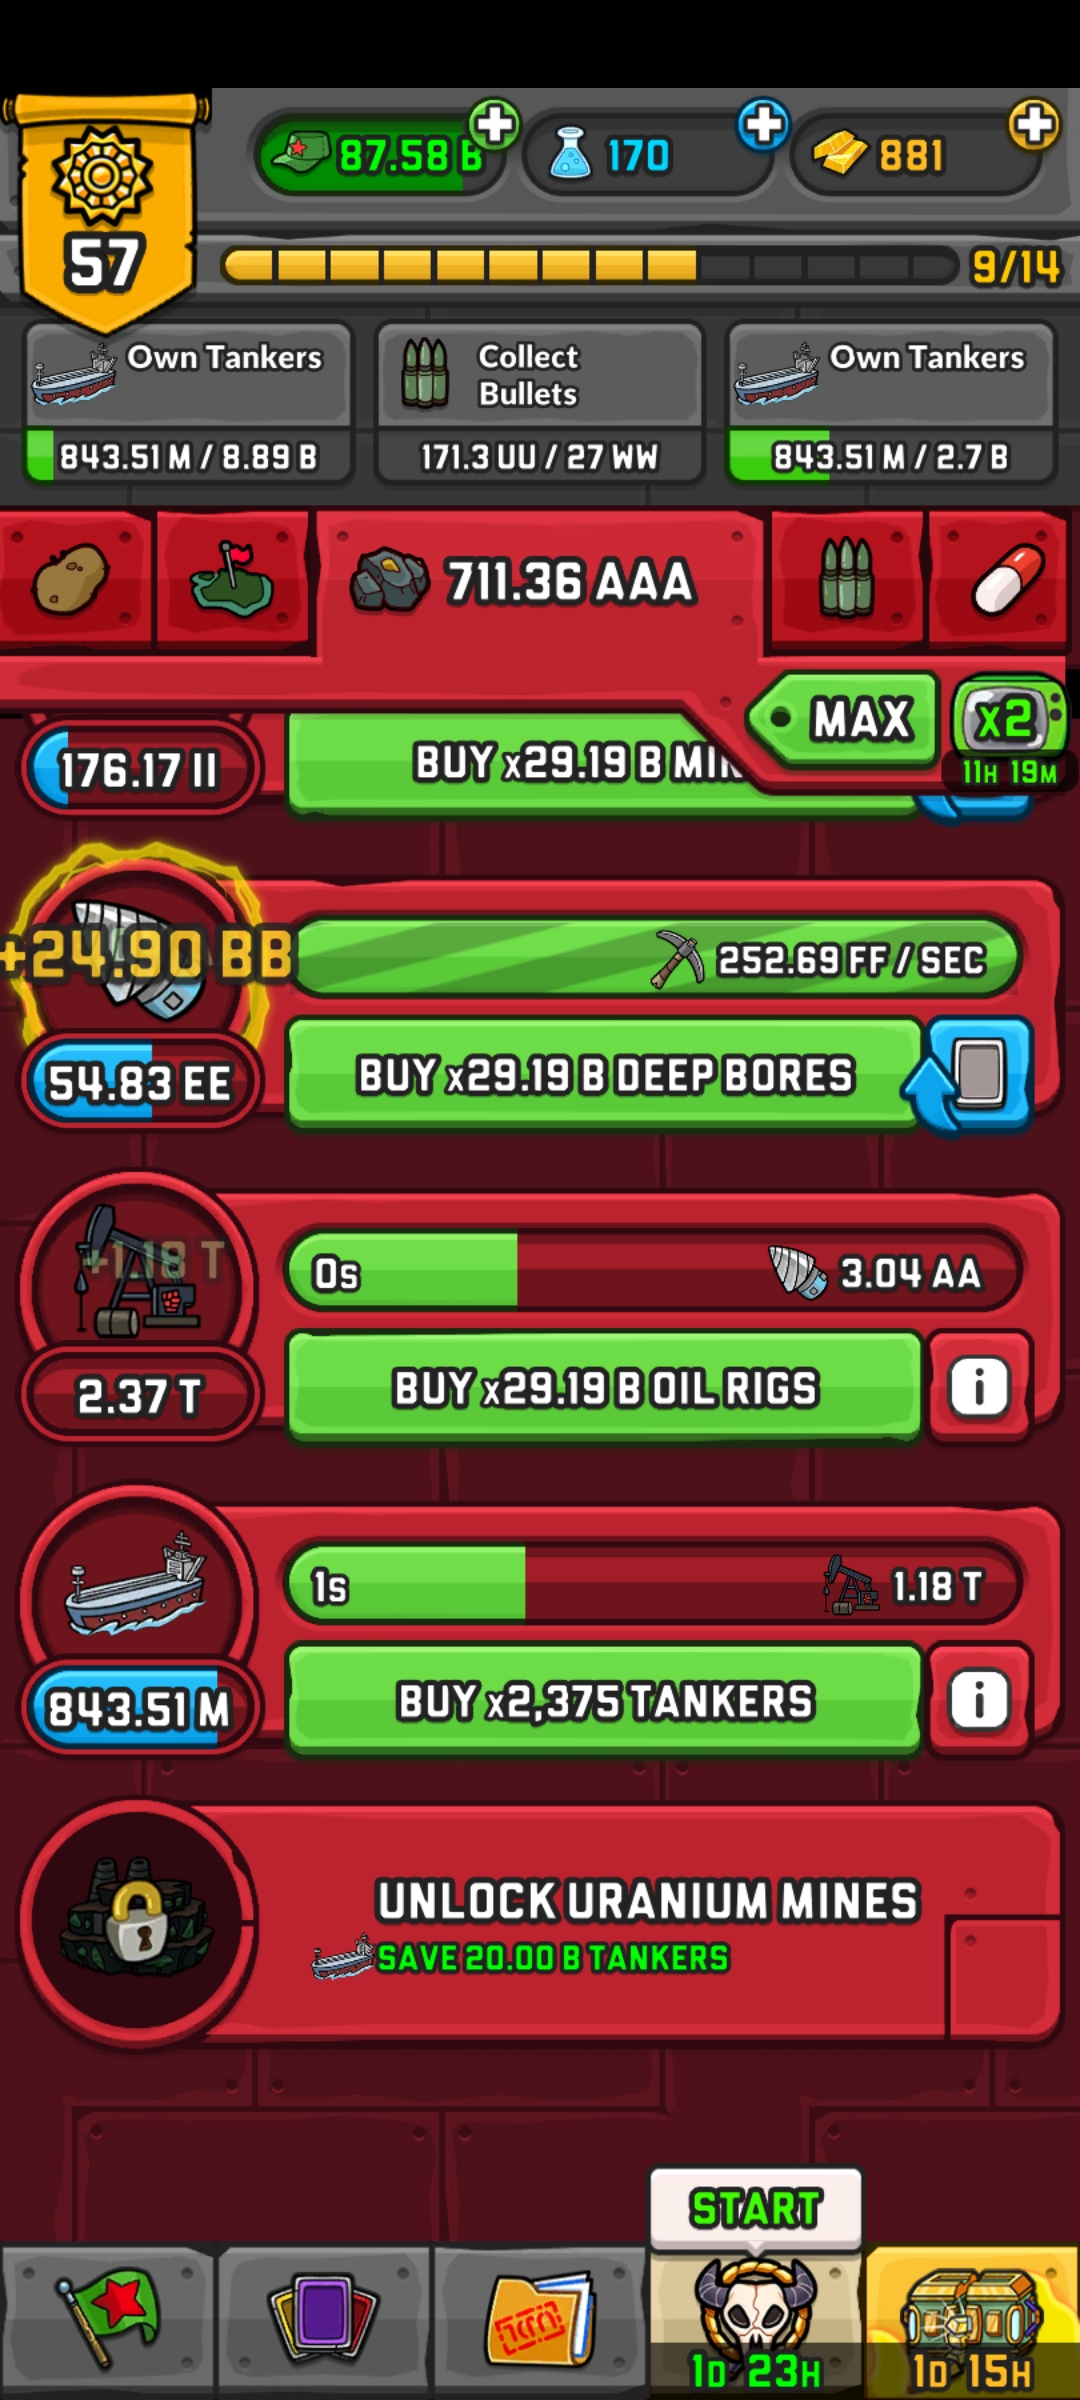 87.58 B
170
881
57
9/14
Own Tankers
843.51 M / 8.89 B
Collect
Bullets
171.3 UU / 27 WW
Own Tankers
843.51 M / 2.7 B
711.36 AAA
MAX
x2
11H 19M
176.17 II
BUY x29.19 B
+24.90 BB
252.69 FF / SEC
54.83 EE
BUY x29.19 B DEEP BORES
+1.18 T
0s
3.04 AA
2.37 T
BUY x29.19 B OIL RIGS
1s
1.18 T
843.51 M
BUY x2,375 TANKERS
UNLOCK URANIUM MINES
SAVE 20.00 B TANKERS
START
1D 23H
1D 15H